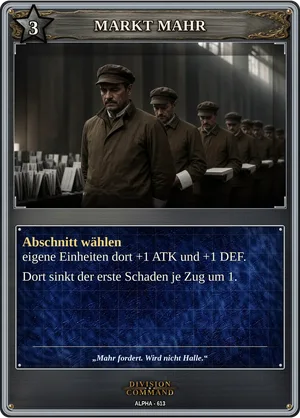 3
MARKT MAHR
Abschnitt wählen
eigene Einheiten dort +1 ATK und +1 DEF.
Dort sinkt der erste Schaden je Zug um 1.
„Mahr fordert. Wird nicht Halle.“
DIVISION
COMMAND
ALPHA - 613